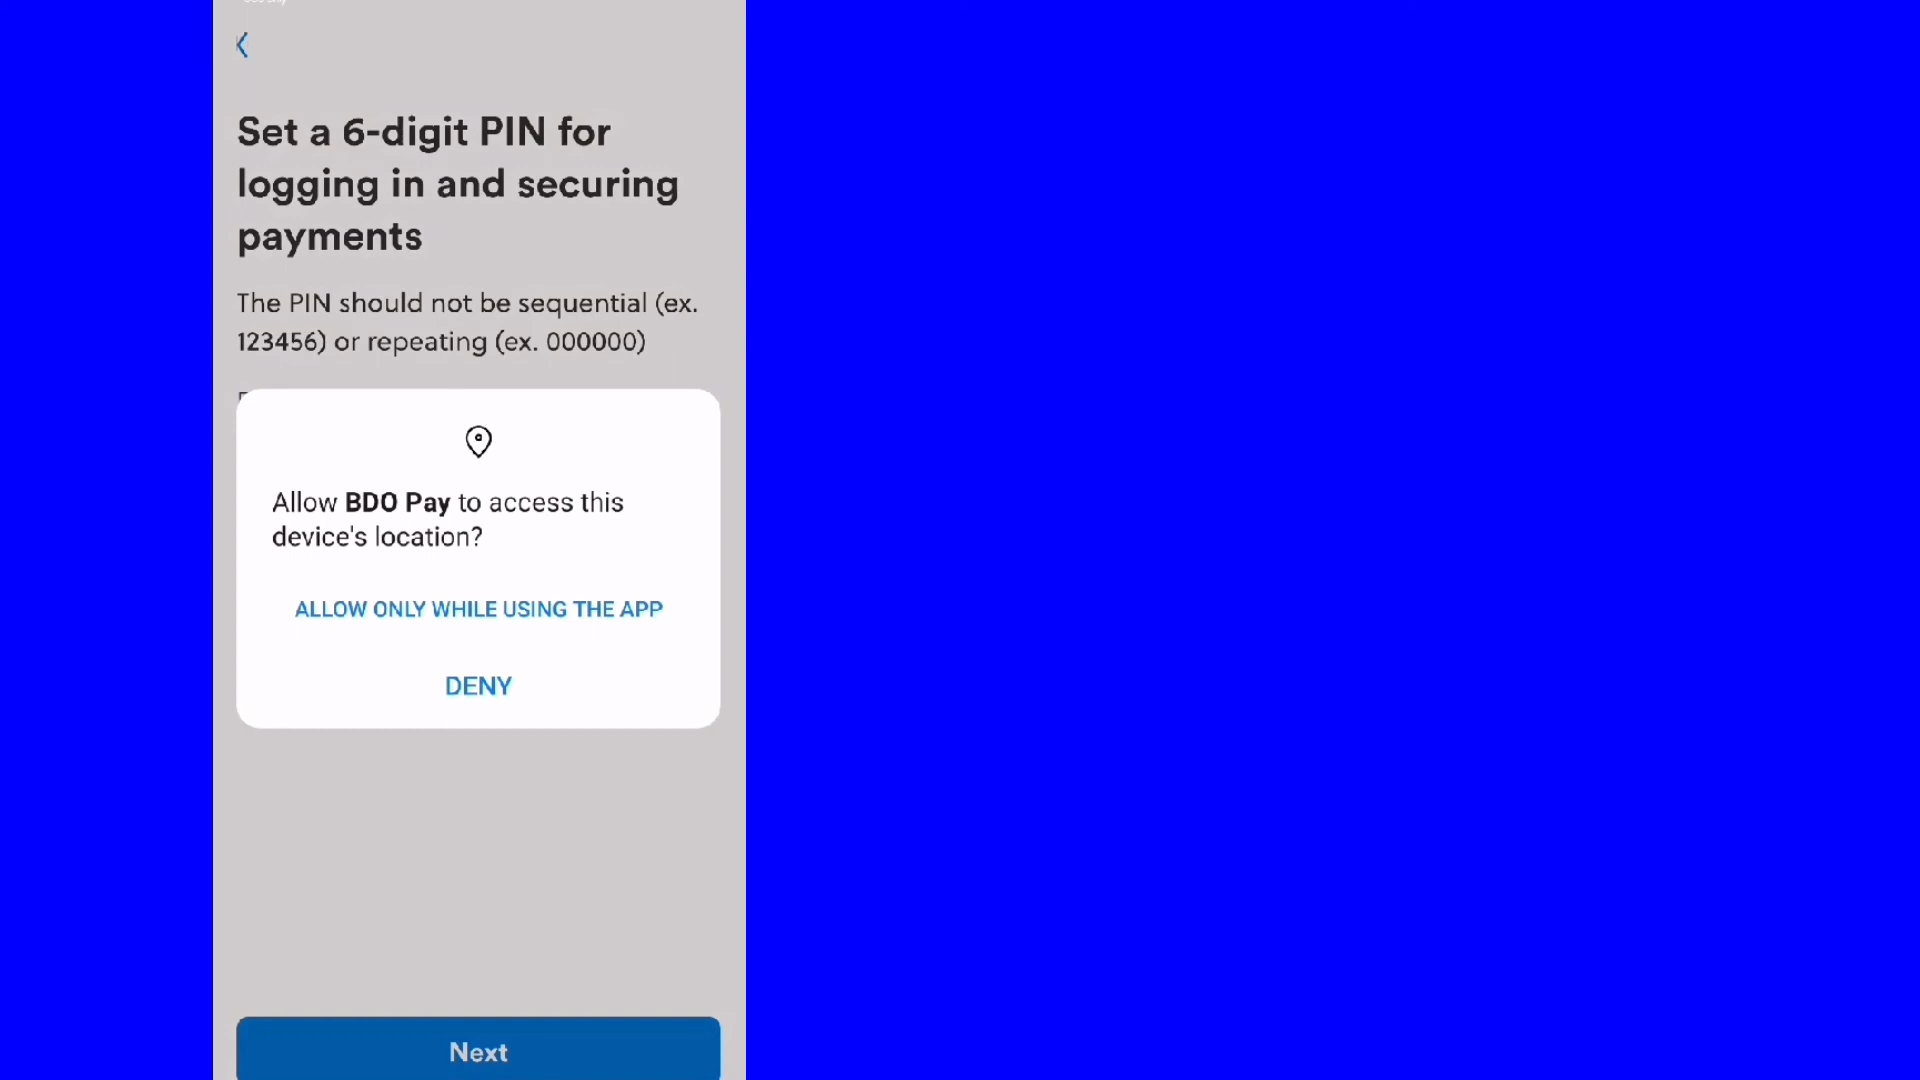 Set a 6-digit PIN for
logging in and securing
payments
The PIN should not be sequential (ex.
123456) or repeating (ex. 000000)
Allow BDO Pay to access this
device's location?
ALLOW ONLY WHILE USING THE APP
DENY
Next